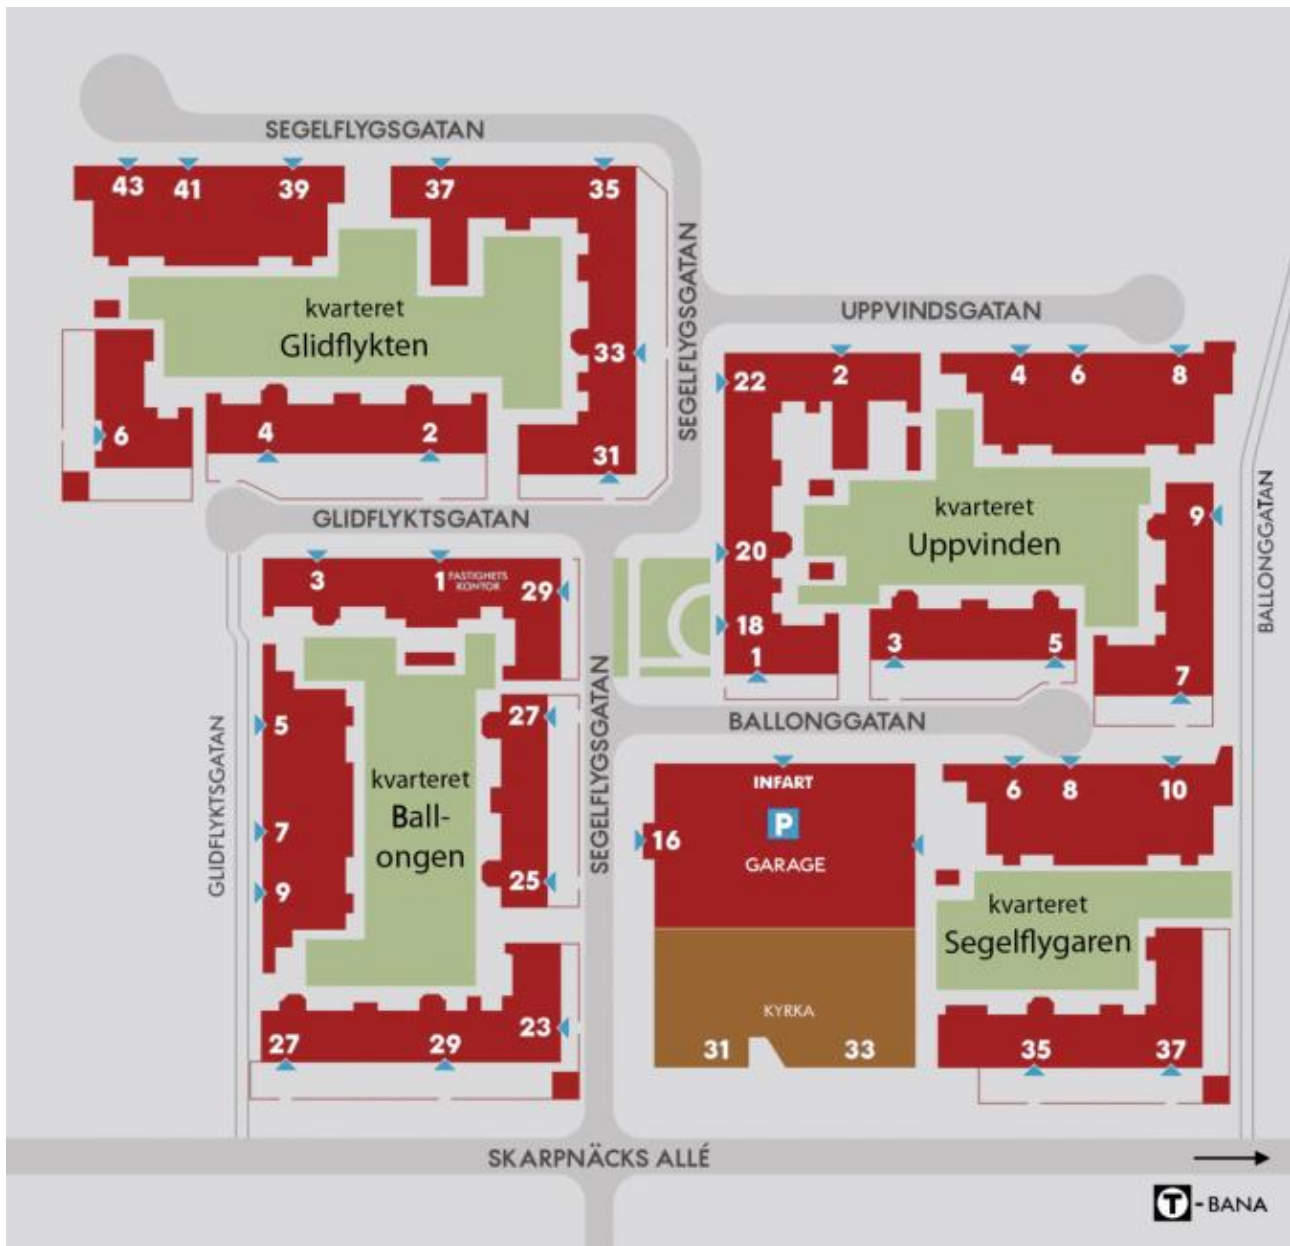 SEGELFLYGSGATAN
43 41 39 37 35
kvarteret
Glidflykten
SEGELFLYGSGATAN
UPPVINDSGATAN
33
22 2 4 6 8
6 4 2 31
GLIDFLYKTSGATAN
kvarteret
Uppvinden
9
BALLONGGATAN
3 1 FASTIGHETS
KONTOR
29
20
18
1 3 5 7
GLIDFLYKTSGATAN
5
27
SEGELFLYGSGATAN
BALLONGGATAN
kvarteret
Ball-
ongen
7
9
25
INFART
P
16
GARAGE
6 8 10
kvarteret
Segelflygaren
KYRKA
23
27 29
31 33
35 37
SKARPNÄCKS ALLÉ
T-BANA